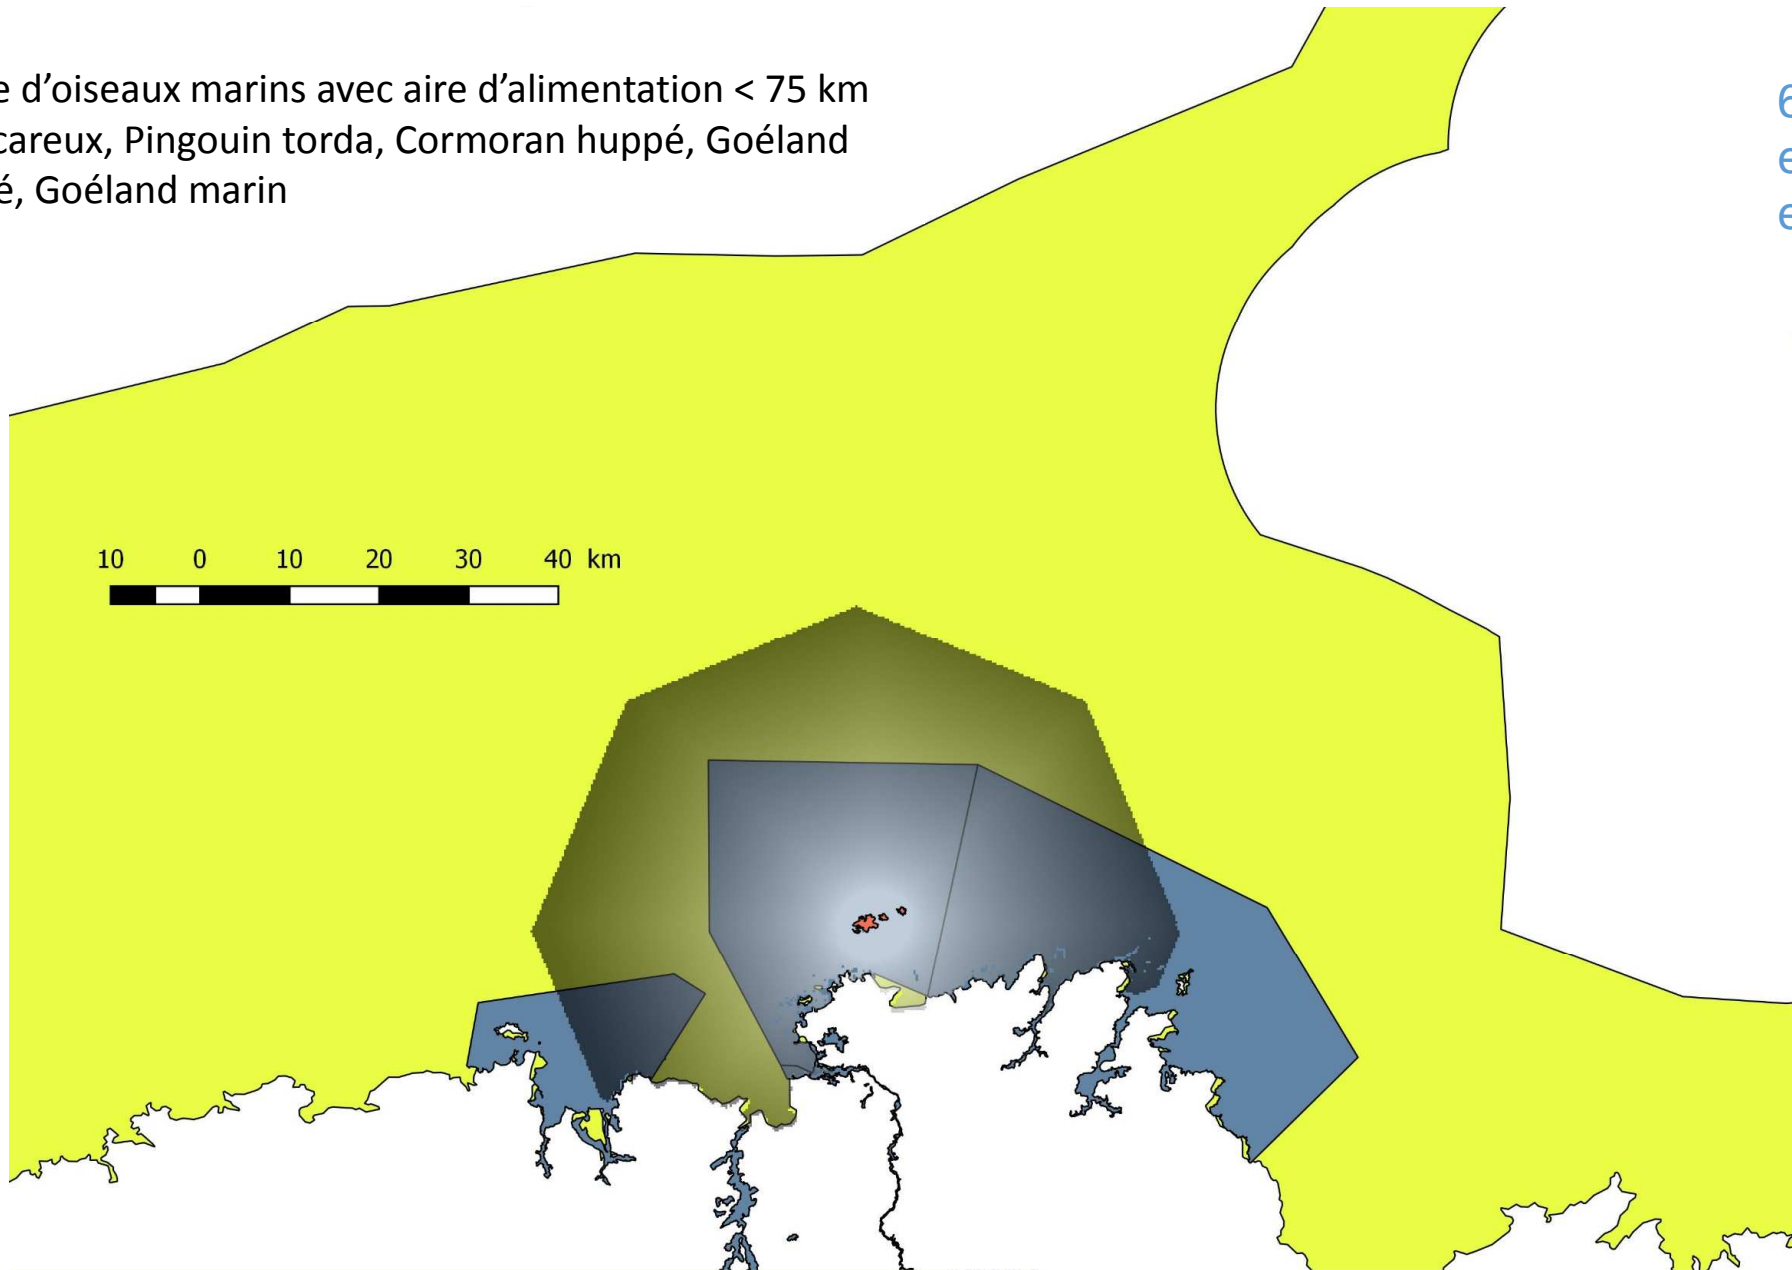 e d'oiseaux marins avec aire d'alimentation < 75 km
careux, Pingouin torda, Cormoran huppé, Goéland
é, Goéland marin
6
e
e
10 0 10 20 30 40 km